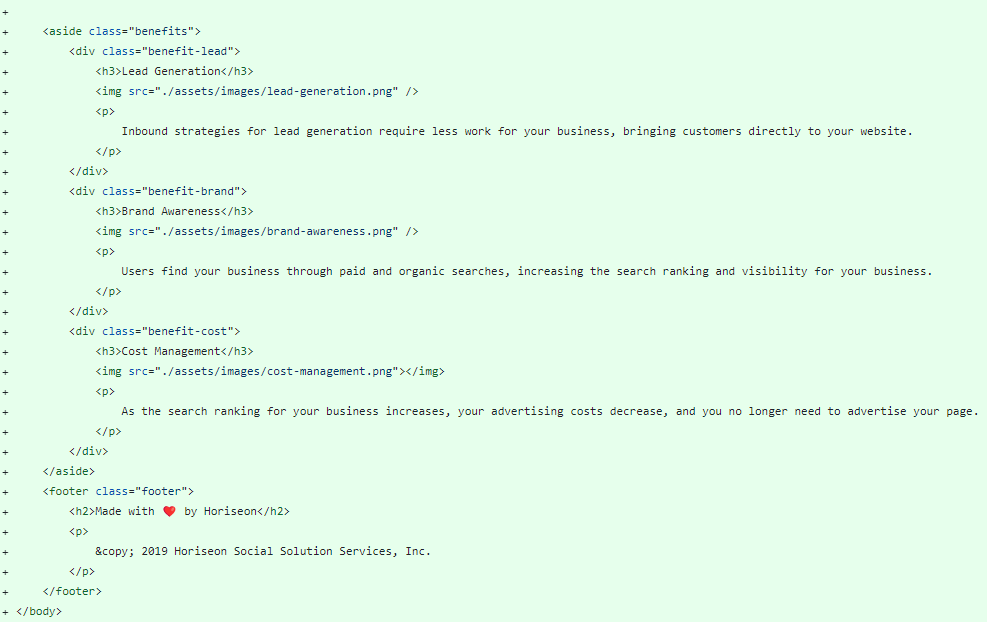 +
+     <aside class="benefits">
+         <div class="benefit-lead">
+             <h3>Lead Generation</h3>
+             <img src="./assets/images/lead-generation.png" />
+             <p>
+                 Inbound strategies for lead generation require less work for your business, bringing customers directly to your website.
+             </p>
+         </div>
+         <div class="benefit-brand">
+             <h3>Brand Awareness</h3>
+             <img src="./assets/images/brand-awareness.png" />
+             <p>
+                 Users find your business through paid and organic searches, increasing the search ranking and visibility for your business.
+             </p>
+         </div>
+         <div class="benefit-cost">
+             <h3>Cost Management</h3>
+             <img src="./assets/images/cost-management.png"></img>
+             <p>
+                 As the search ranking for your business increases, your advertising costs decrease, and you no longer need to advertise your page.
+             </p>
+         </div>
+     </aside>
+     <footer class="footer">
+         <h2>Made with ❤️ by Horiseon</h2>
+         <p>
+             &copy; 2019 Horiseon Social Solution Services, Inc.
+         </p>
+     </footer>
+ </body>